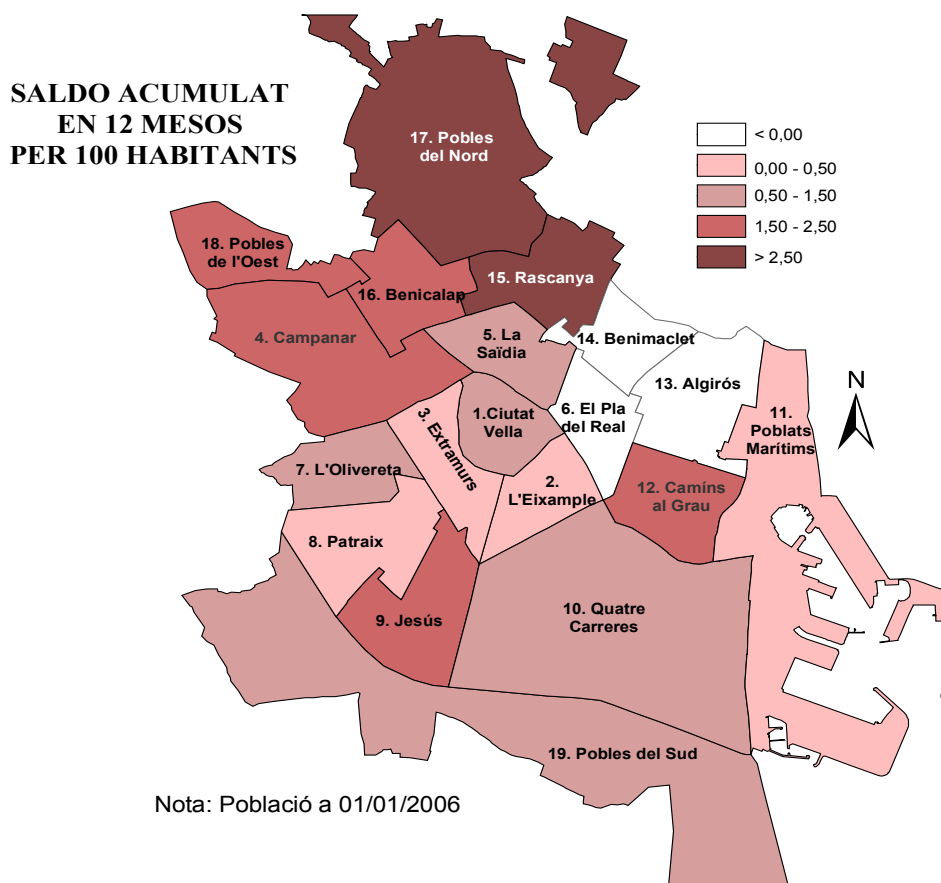 SALDO ACUMULAT
EN 12 MESOS
PER 100 HABITANTS
< 0,00
0,00 - 0,50
0,50 - 1,50
1,50 - 2,50
> 2,50
17. Pobles
del Nord
18. Pobles
de l'Oest
16. Benicalap
15. Rascanya
4. Campanar
5. La
Saïdia
14. Benimaclet
13. Algirós
N
11.
Poblats
Marítims
3. Extramurs
1.Ciutat
Vella
6. El Pla
del Real
7. L'Olivereta
2.
L'Eixample
12. Camíns
al Grau
8. Patraix
9. Jesús
10. Quatre
Carreres
19. Pobles del Sud
Nota: Població a 01/01/2006